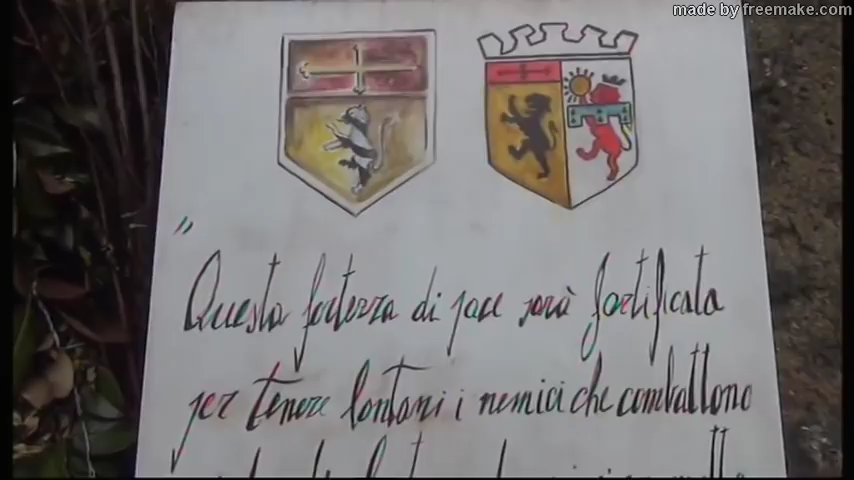 made by freemake.com
"
Questa fortezza di pace sarà fortificata
per tenere lontani i nemici che combattono